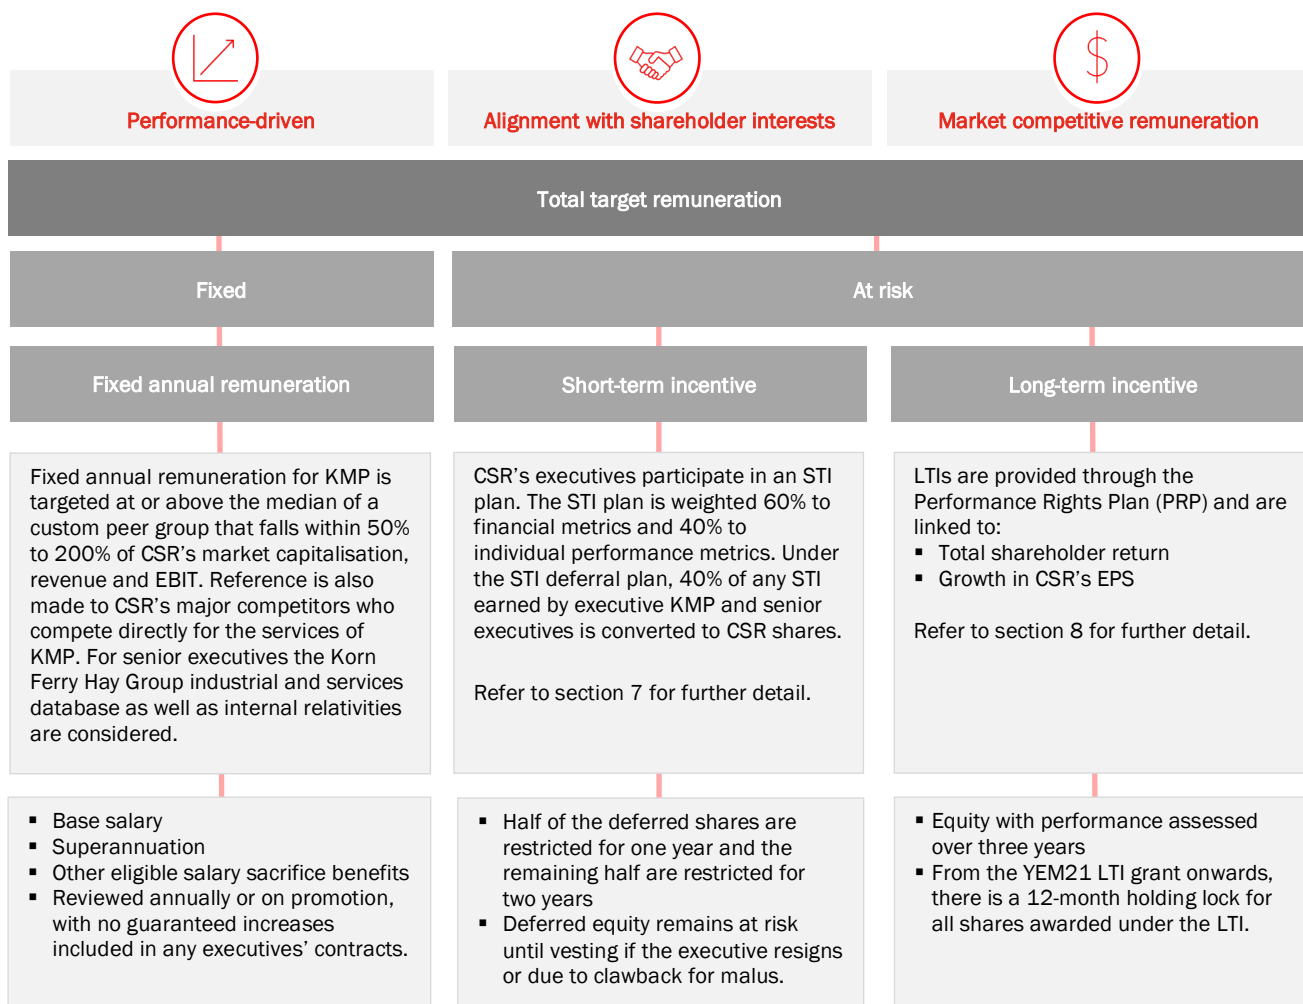 Performance-driven
Alignment with shareholder interests
Market competitive remuneration
Total target remuneration
Fixed
At risk
Fixed annual remuneration
Short-term incentive
Long-term incentive
Fixed annual remuneration for KMP is
targeted at or above the median of a
custom peer group that falls within 50%
to 200% of CSR’s market capitalisation,
revenue and EBIT. Reference is also
made to CSR’s major competitors who
compete directly for the services of
KMP. For senior executives the Korn
Ferry Hay Group industrial and services
database as well as internal relativities
are considered.
CSR’s executives participate in an STI
plan. The STI plan is weighted 60% to
financial metrics and 40% to
individual performance metrics. Under
the STI deferral plan, 40% of any STI
earned by executive KMP and senior
executives is converted to CSR shares.
Refer to section 7 for further detail.
LTIs are provided through the
Performance Rights Plan (PRP) and are
linked to:
▪ Total shareholder return
▪ Growth in CSR’s EPS
Refer to section 8 for further detail.
▪ Base salary
▪ Superannuation
▪ Other eligible salary sacrifice benefits
▪ Reviewed annually or on promotion,
with no guaranteed increases
included in any executives’ contracts.
▪ Half of the deferred shares are
restricted for one year and the
remaining half are restricted for
two years
▪ Deferred equity remains at risk
until vesting if the executive resigns
or due to clawback for malus.
▪ Equity with performance assessed
over three years
▪ From the YEM21 LTI grant onwards,
there is a 12-month holding lock for
all shares awarded under the LTI.